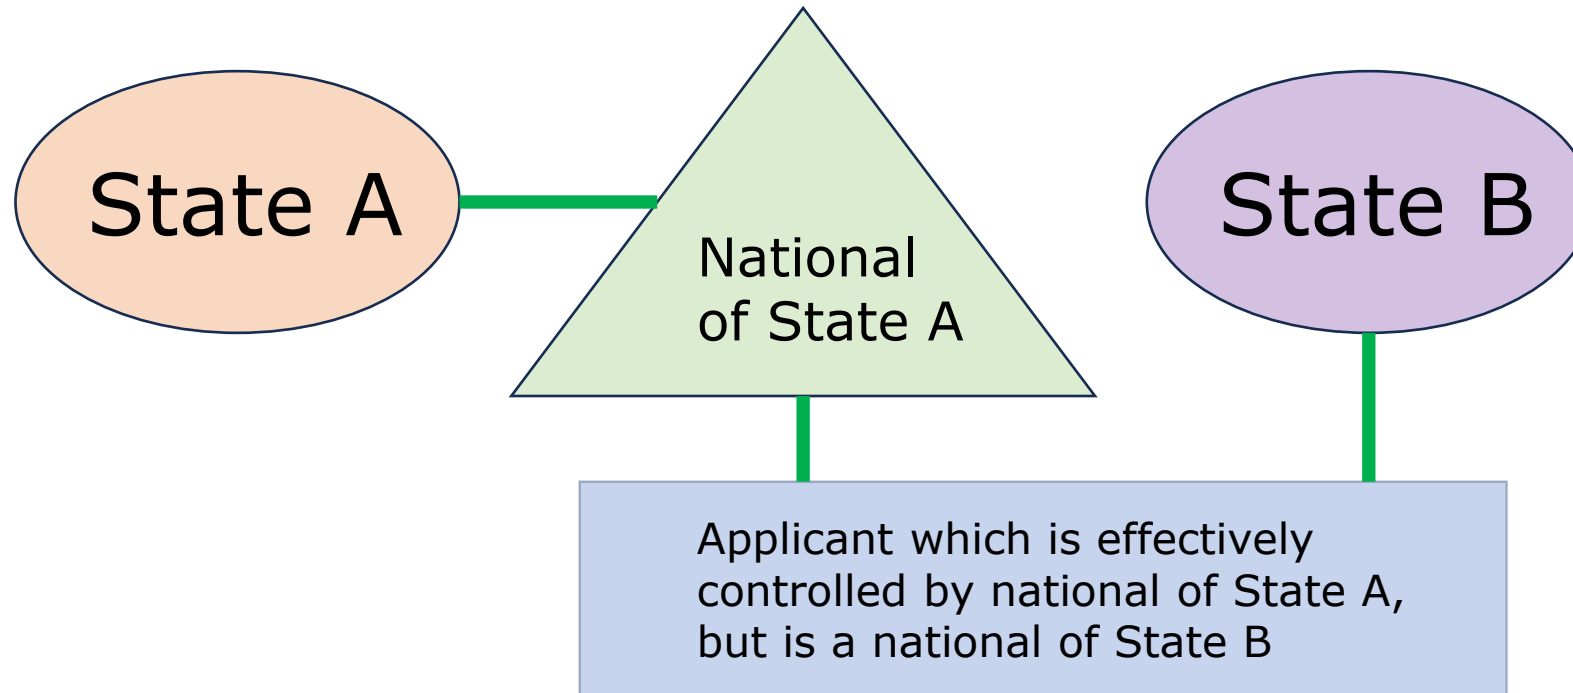 State A
National
of State A
State B
Applicant which is effectively
controlled by national of State A,
but is a national of State B